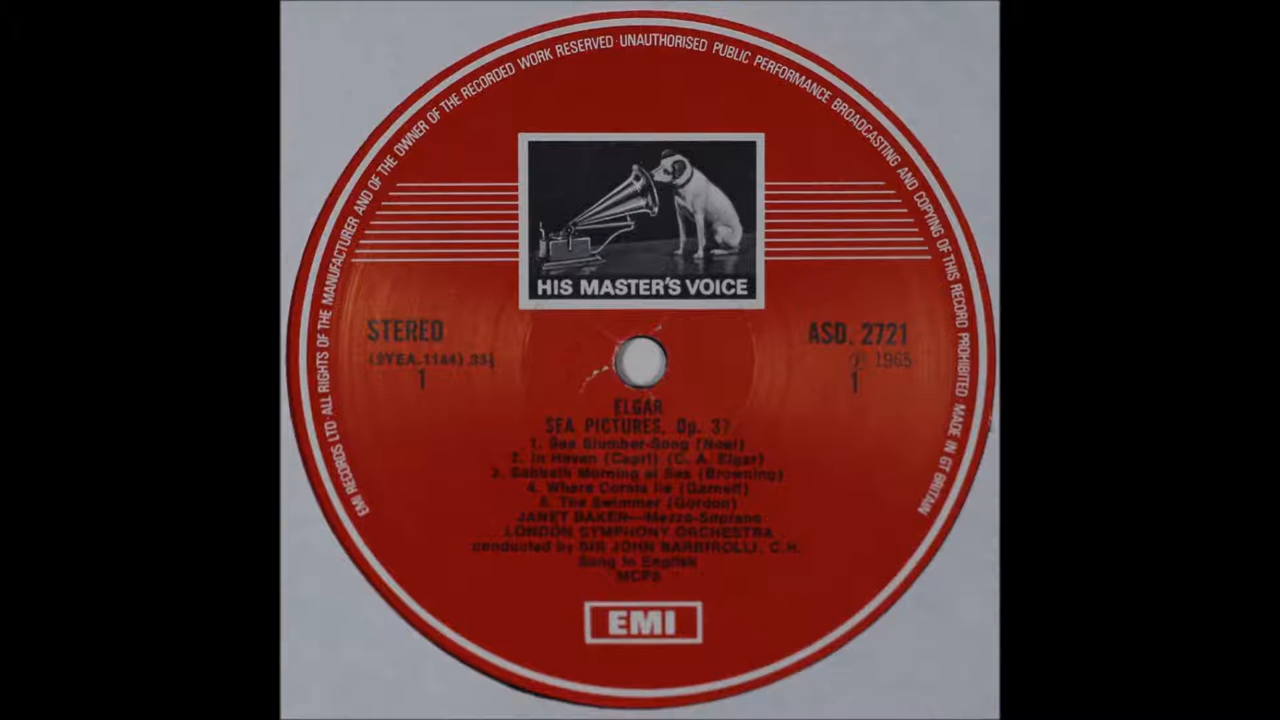 EMI RECORDS LTD · ALL RIGHTS OF THE MANUFACTURER AND OF THE OWNER OF THE RECORDED WORK RESERVED · UNAUTHORISED PUBLIC PERFORMANCE BROADCASTING AND COPYING OF THIS RECORD PROHIBITED MADE IN GT BRITAIN
HIS MASTER'S VOICE
STEREO
ASD. 2721
(2YEA.1144) 33⅓
Ⓟ 1965
1
1
ELGAR
SEA PICTURES, Op. 37
1. Sea Slumber-Song (Noel)
2. In Haven (Capri) (C. A. Elgar)
3. Sabbath Morning at Sea (Browning)
4. Where Corals lie (Garnett)
5. The Swimmer (Gordon)
JANET BAKER—Mezzo-Soprano
LONDON SYMPHONY ORCHESTRA
conducted by SIR JOHN BARBIROLLI, C.H.
Sung in English
MCPS
EMI